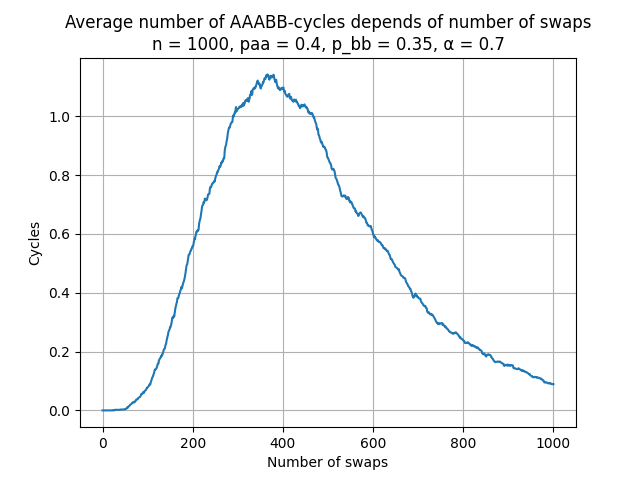 Average number of AAABB-cycles depends of number of swaps
n = 1000, paa = 0.4, p_bb = 0.35, α = 0.7
1.0
0.8
0.6
0.4
0.2
0.0
Cycles
0 200 400 600 800 1000
Number of swaps